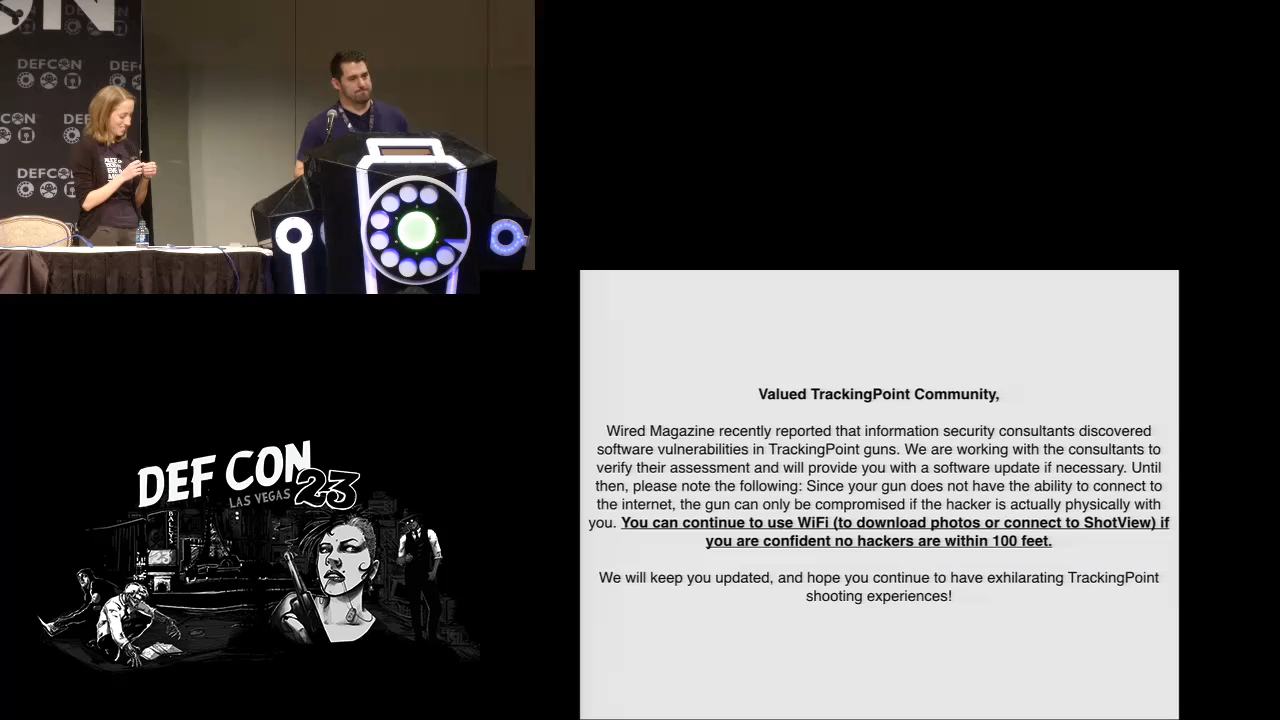 ON
DEFCON
DEF
CON
DEF
DEFCON
Valued TrackingPoint Community,
Wired Magazine recently reported that information security consultants discovered
software vulnerabilities in TrackingPoint guns. We are working with the consultants to
verify their assessment and will provide you with a software update if necessary. Until
then, please note the following: Since your gun does not have the ability to connect to
the internet, the gun can only be compromised if the hacker is actually physically with
you. You can continue to use WiFi (to download photos or connect to ShotView) if
you are confident no hackers are within 100 feet.
We will keep you updated, and hope you continue to have exhilarating TrackingPoint
shooting experiences!
DEF CON
LAS VEGAS 23
BALLYS
23